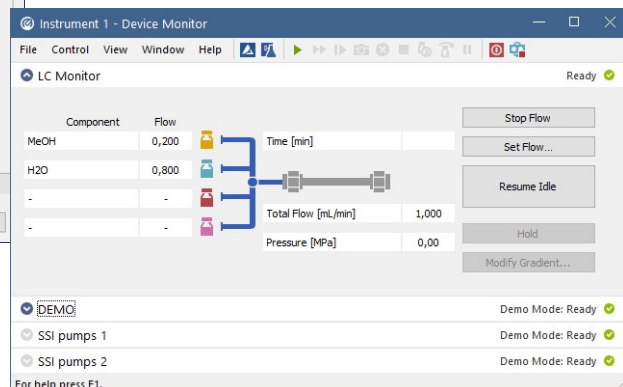 Instrument 1 - Device Monitor
File Control View Window Help
LC Monitor Ready
Component Flow
Stop Flow
MeOH 0,200 Time [min]
Set Flow...
H2O 0,800
Resume Idle
- -
Total Flow [mL/min] 1,000
- -
Hold
Pressure [MPa] 0,00
Modify Gradient...
DEMO Demo Mode: Ready
SSI pumps 1 Demo Mode: Ready
SSI pumps 2 Demo Mode: Ready
For help press F1.